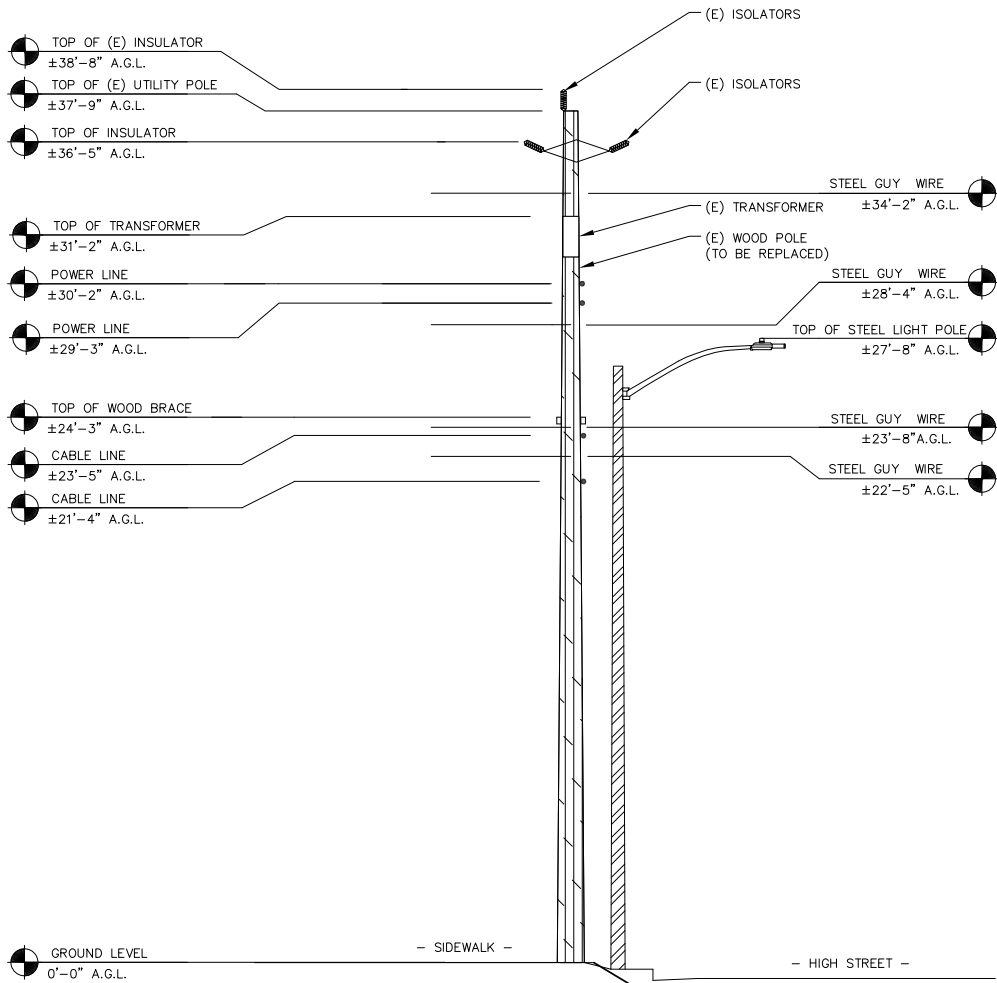 (E) ISOLATORS
TOP OF (E) INSULATOR
±38'-8" A.G.L.
TOP OF (E) UTILITY POLE
±37'-9" A.G.L.
(E) ISOLATORS
TOP OF INSULATOR
±36'-5" A.G.L.
STEEL GUY WIRE
±34'-2" A.G.L.
(E) TRANSFORMER
TOP OF TRANSFORMER
±31'-2" A.G.L.
(E) WOOD POLE
(TO BE REPLACED)
POWER LINE
±30'-2" A.G.L.
STEEL GUY WIRE
±28'-4" A.G.L.
POWER LINE
±29'-3" A.G.L.
TOP OF STEEL LIGHT POLE
±27'-8" A.G.L.
TOP OF WOOD BRACE
±24'-3" A.G.L.
STEEL GUY WIRE
±23'-8"A.G.L.
CABLE LINE
±23'-5" A.G.L.
STEEL GUY WIRE
±22'-5" A.G.L.
CABLE LINE
±21'-4" A.G.L.
GROUND LEVEL
0'-0" A.G.L.
- SIDEWALK -
- HIGH STREET -